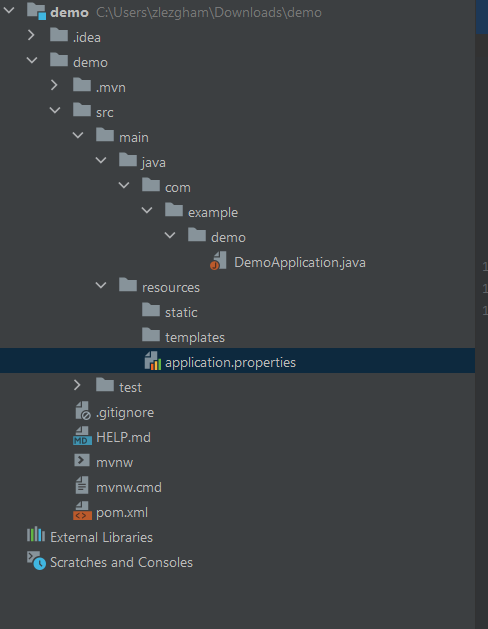 demo C:\Users\zlezgham\Downloads\demo
.idea
demo
.mvn
src
main
java
com
example
demo
DemoApplication.java
resources
static
templates
application.properties
test
.gitignore
HELP.md
mvnw
mvnw.cmd
pom.xml
External Libraries
Scratches and Consoles